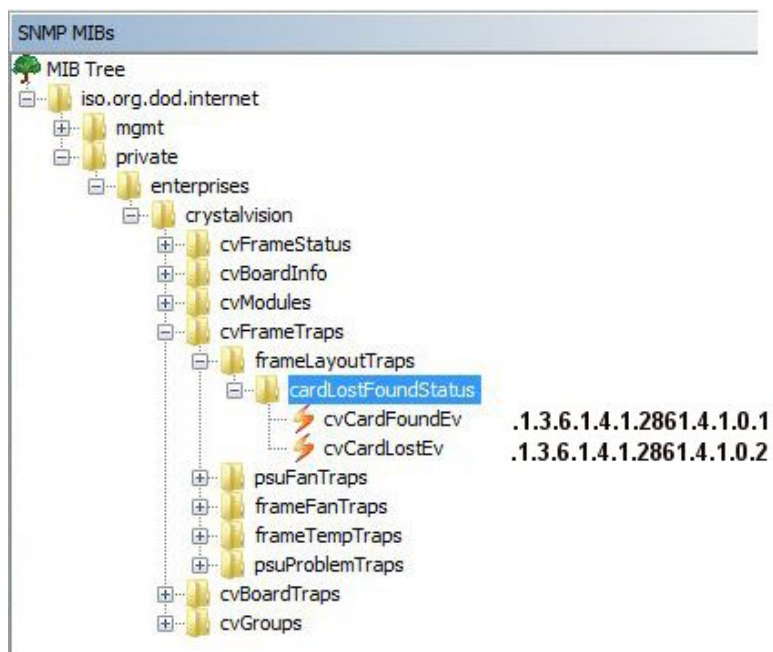 SNMP MIBs
MIB Tree
iso.org.dod.internet
mgmt
private
enterprises
crystalvision
cvFrameStatus
cvBoardInfo
cvModules
cvFrameTraps
frameLayoutTraps
cardLostFoundStatus
cvCardFoundEv .1.3.6.1.4.1.2861.4.1.0.1
cvCardLostEv .1.3.6.1.4.1.2861.4.1.0.2
psuFanTraps
frameFanTraps
frameTempTraps
psuProblemTraps
cvBoardTraps
cvGroups